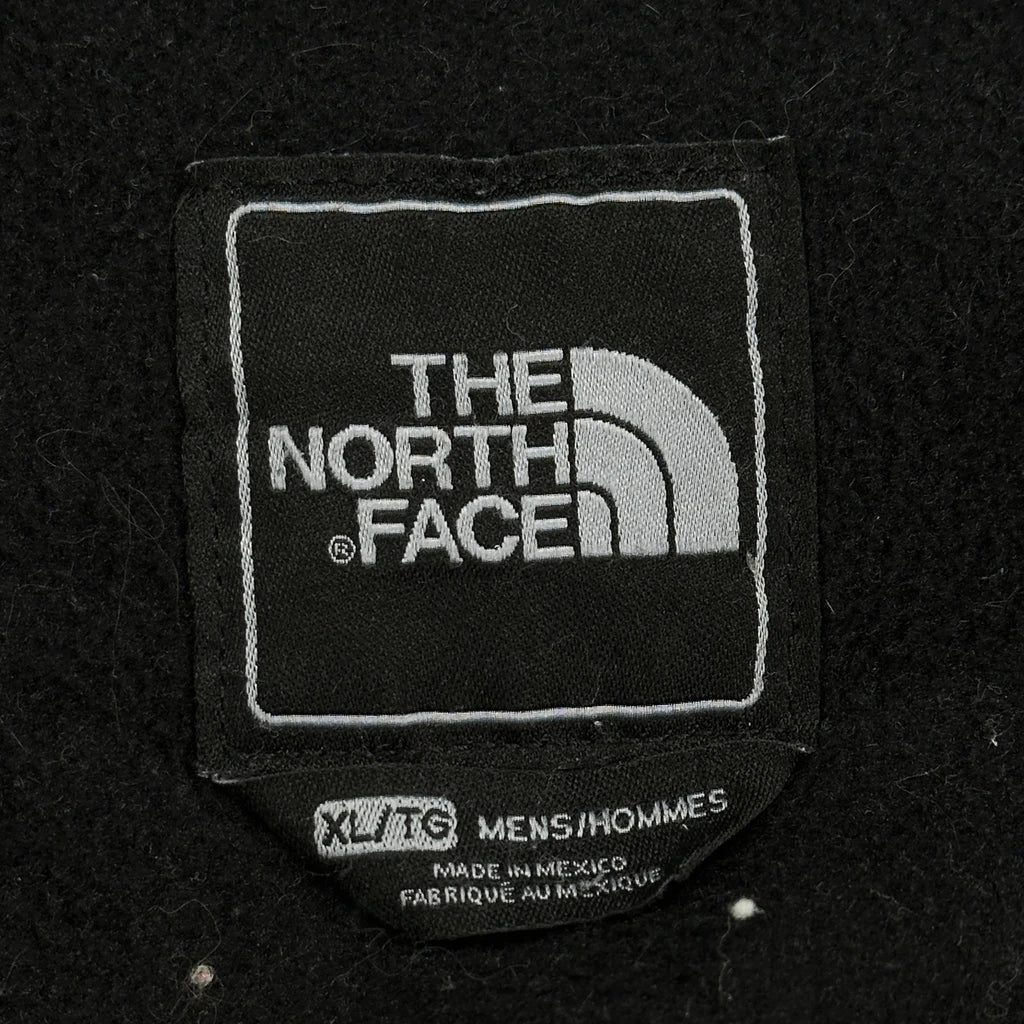 THE
NORTH
®FACE
XL/TG MENS/HOMMES
MADE IN MEXICO
FABRIQUÉ AU MEXIQUE